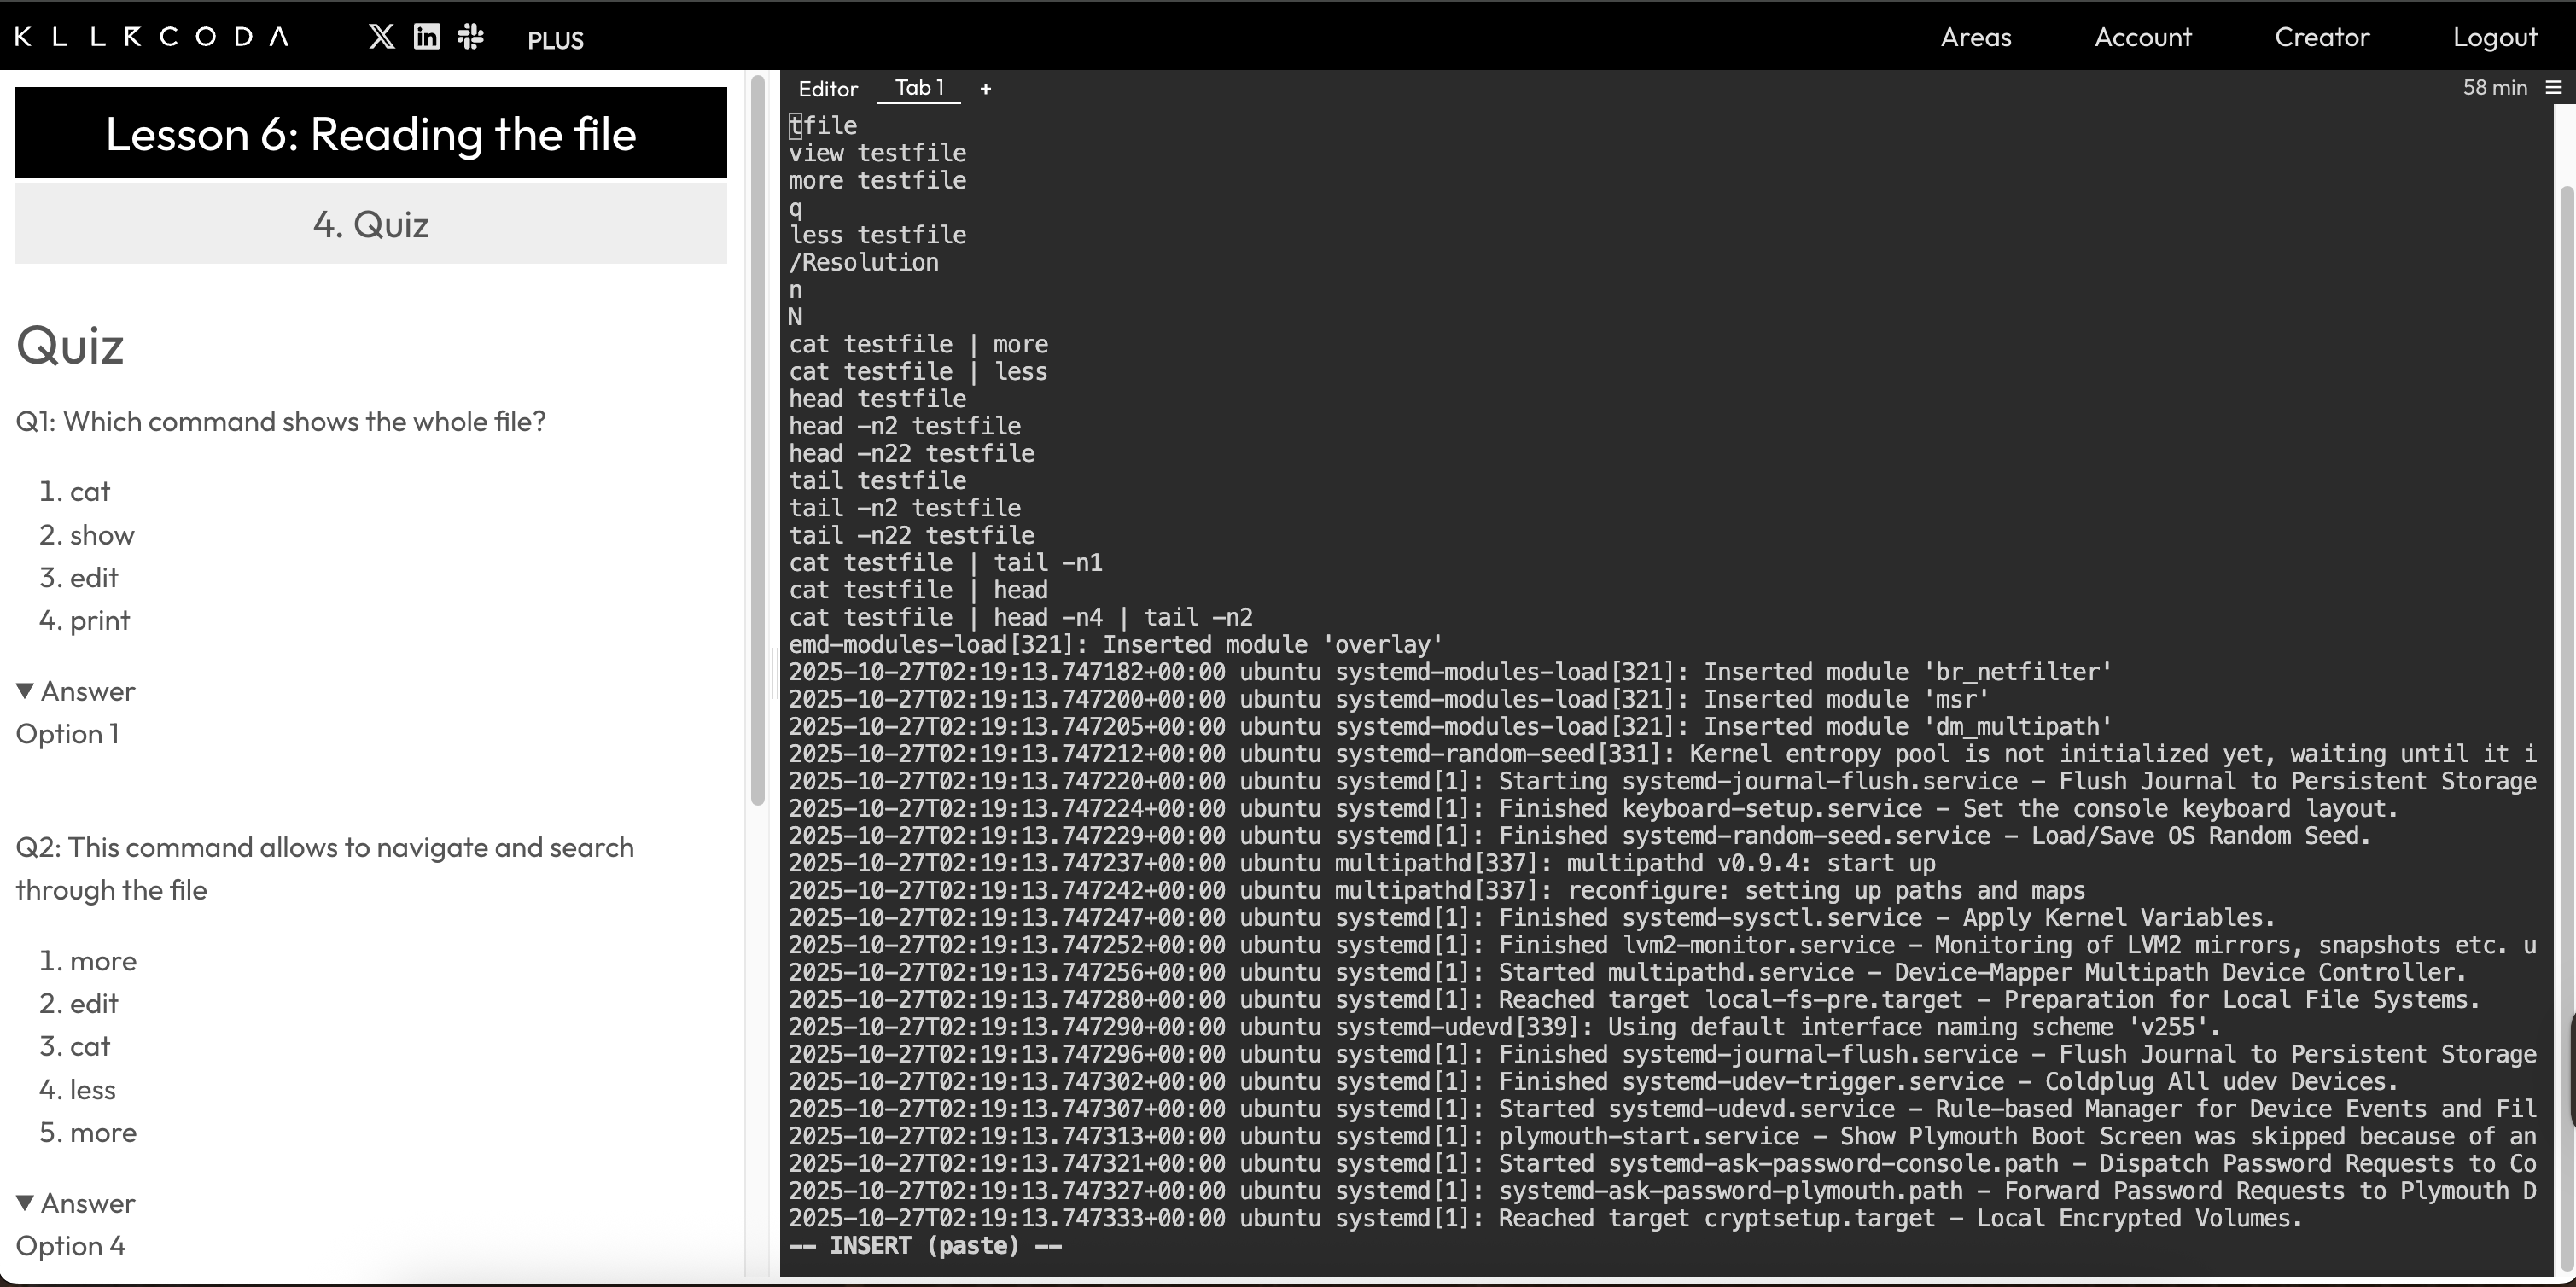 KILLERCODA
PLUS
Areas
Account
Creator
Logout
Lesson 6: Reading the file
4. Quiz
Quiz
Q1: Which command shows the whole file?
1. cat
2. show
3. edit
4. print
▼ Answer
Option 1
Q2: This command allows to navigate and search
through the file
1. more
2. edit
3. cat
4. less
5. more
▼ Answer
Option 4
Editor
Tab 1
+
58 min
tfile
view testfile
more testfile
q
less testfile
/Resolution
n
N
cat testfile | more
cat testfile | less
head testfile
head -n2 testfile
head -n22 testfile
tail testfile
tail -n2 testfile
tail -n22 testfile
cat testfile | tail -n1
cat testfile | head
cat testfile | head -n4 | tail -n2
emd-modules-load[321]: Inserted module 'overlay'
2025-10-27T02:19:13.747182+00:00 ubuntu systemd-modules-load[321]: Inserted module 'br_netfilter'
2025-10-27T02:19:13.747200+00:00 ubuntu systemd-modules-load[321]: Inserted module 'msr'
2025-10-27T02:19:13.747205+00:00 ubuntu systemd-modules-load[321]: Inserted module 'dm_multipath'
2025-10-27T02:19:13.747212+00:00 ubuntu systemd-random-seed[331]: Kernel entropy pool is not initialized yet, waiting until it i
2025-10-27T02:19:13.747220+00:00 ubuntu systemd[1]: Starting systemd-journal-flush.service - Flush Journal to Persistent Storage
2025-10-27T02:19:13.747224+00:00 ubuntu systemd[1]: Finished keyboard-setup.service - Set the console keyboard layout.
2025-10-27T02:19:13.747229+00:00 ubuntu systemd[1]: Finished systemd-random-seed.service - Load/Save OS Random Seed.
2025-10-27T02:19:13.747237+00:00 ubuntu multipathd[337]: multipathd v0.9.4: start up
2025-10-27T02:19:13.747242+00:00 ubuntu multipathd[337]: reconfigure: setting up paths and maps
2025-10-27T02:19:13.747247+00:00 ubuntu systemd[1]: Finished systemd-sysctl.service - Apply Kernel Variables.
2025-10-27T02:19:13.747252+00:00 ubuntu systemd[1]: Finished lvm2-monitor.service - Monitoring of LVM2 mirrors, snapshots etc. u
2025-10-27T02:19:13.747256+00:00 ubuntu systemd[1]: Started multipathd.service - Device-Mapper Multipath Device Controller.
2025-10-27T02:19:13.747280+00:00 ubuntu systemd[1]: Reached target local-fs-pre.target - Preparation for Local File Systems.
2025-10-27T02:19:13.747290+00:00 ubuntu systemd-udevd[339]: Using default interface naming scheme 'v255'.
2025-10-27T02:19:13.747296+00:00 ubuntu systemd[1]: Finished systemd-journal-flush.service - Flush Journal to Persistent Storage
2025-10-27T02:19:13.747302+00:00 ubuntu systemd[1]: Finished systemd-udev-trigger.service - Coldplug All udev Devices.
2025-10-27T02:19:13.747307+00:00 ubuntu systemd[1]: Started systemd-udevd.service - Rule-based Manager for Device Events and Fil
2025-10-27T02:19:13.747313+00:00 ubuntu systemd[1]: plymouth-start.service - Show Plymouth Boot Screen was skipped because of an
2025-10-27T02:19:13.747321+00:00 ubuntu systemd[1]: Started systemd-ask-password-console.path - Dispatch Password Requests to Co
2025-10-27T02:19:13.747327+00:00 ubuntu systemd[1]: systemd-ask-password-plymouth.path - Forward Password Requests to Plymouth D
2025-10-27T02:19:13.747333+00:00 ubuntu systemd[1]: Reached target cryptsetup.target - Local Encrypted Volumes.
-- INSERT (paste) --